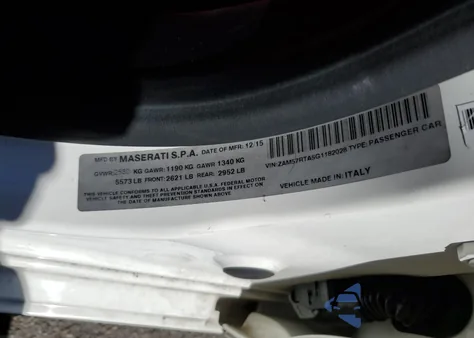 MFD BY MASERATI S.P.A. DATE OF MFR: 12/15
GVWR: KG GAWR: 1190 KG, GAWR 1340 KG
5573 LB FRONT: 2621 LB REAR: 2952 LB
THIS VEHICLE CONFORMS TO ALL APPLICABLE U.S.A. FEDERAL MOTOR
VEHICLE SAFETY AND THEFT PREVENTION STANDARDS IN EFFECT ON
THE DATE OF MANUFACTURE SHOWN ABOVE
VIN: TYPE: PASSENGER CAR
VEHICLE MADE IN: ITALY